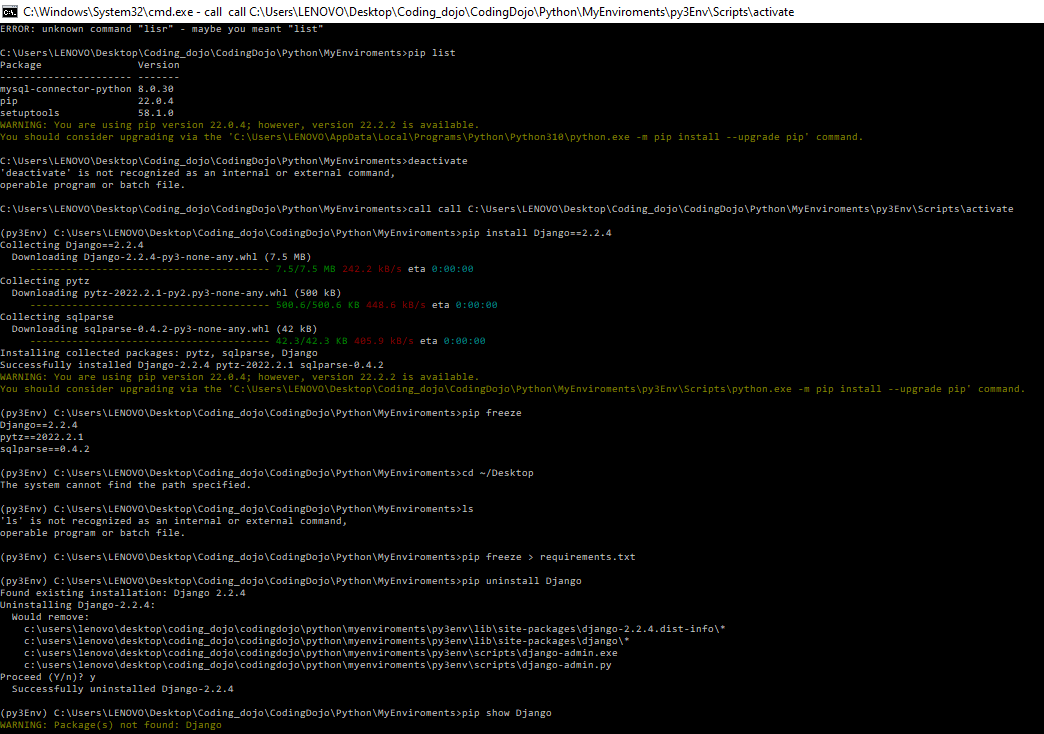 C:\Windows\System32\cmd.exe - call  call C:\Users\LENOVO\Desktop\Coding_dojo\CodingDojo\Python\MyEnviroments\py3Env\Scripts\activate
ERROR: unknown command "lisr" - maybe you meant "list"
C:\Users\LENOVO\Desktop\Coding_dojo\CodingDojo\Python\MyEnviroments>pip list
Package                Version
---------------------- -------
mysql-connector-python 8.0.30
pip                    22.0.4
setuptools             58.1.0
WARNING: You are using pip version 22.0.4; however, version 22.2.2 is available.
You should consider upgrading via the 'C:\Users\LENOVO\AppData\Local\Programs\Python\Python310\python.exe -m pip install --upgrade pip' command.
C:\Users\LENOVO\Desktop\Coding_dojo\CodingDojo\Python\MyEnviroments>deactivate
'deactivate' is not recognized as an internal or external command,
operable program or batch file.
C:\Users\LENOVO\Desktop\Coding_dojo\CodingDojo\Python\MyEnviroments>call call C:\Users\LENOVO\Desktop\Coding_dojo\CodingDojo\Python\MyEnviroments\py3Env\Scripts\activate
(py3Env) C:\Users\LENOVO\Desktop\Coding_dojo\CodingDojo\Python\MyEnviroments>pip install Django==2.2.4
Collecting Django==2.2.4
  Downloading Django-2.2.4-py3-none-any.whl (7.5 MB)
     ---------------------------------------- 7.5/7.5 MB 242.2 kB/s eta 0:00:00
Collecting pytz
  Downloading pytz-2022.2.1-py2.py3-none-any.whl (500 kB)
     ---------------------------------------- 500.6/500.6 KB 448.6 kB/s eta 0:00:00
Collecting sqlparse
  Downloading sqlparse-0.4.2-py3-none-any.whl (42 kB)
     ---------------------------------------- 42.3/42.3 KB 405.9 kB/s eta 0:00:00
Installing collected packages: pytz, sqlparse, Django
Successfully installed Django-2.2.4 pytz-2022.2.1 sqlparse-0.4.2
WARNING: You are using pip version 22.0.4; however, version 22.2.2 is available.
You should consider upgrading via the 'C:\Users\LENOVO\Desktop\Coding_dojo\CodingDojo\Python\MyEnviroments\py3Env\Scripts\python.exe -m pip install --upgrade pip' command.
(py3Env) C:\Users\LENOVO\Desktop\Coding_dojo\CodingDojo\Python\MyEnviroments>pip freeze
Django==2.2.4
pytz==2022.2.1
sqlparse==0.4.2
(py3Env) C:\Users\LENOVO\Desktop\Coding_dojo\CodingDojo\Python\MyEnviroments>cd ~/Desktop
The system cannot find the path specified.
(py3Env) C:\Users\LENOVO\Desktop\Coding_dojo\CodingDojo\Python\MyEnviroments>ls
'ls' is not recognized as an internal or external command,
operable program or batch file.
(py3Env) C:\Users\LENOVO\Desktop\Coding_dojo\CodingDojo\Python\MyEnviroments>pip freeze > requirements.txt
(py3Env) C:\Users\LENOVO\Desktop\Coding_dojo\CodingDojo\Python\MyEnviroments>pip uninstall Django
Found existing installation: Django 2.2.4
Uninstalling Django-2.2.4:
  Would remove:
    c:\users\lenovo\desktop\coding_dojo\codingdojo\python\myenviroments\py3env\lib\site-packages\django-2.2.4.dist-info\*
    c:\users\lenovo\desktop\coding_dojo\codingdojo\python\myenviroments\py3env\lib\site-packages\django\*
    c:\users\lenovo\desktop\coding_dojo\codingdojo\python\myenviroments\py3env\scripts\django-admin.exe
    c:\users\lenovo\desktop\coding_dojo\codingdojo\python\myenviroments\py3env\scripts\django-admin.py
Proceed (Y/n)? y
  Successfully uninstalled Django-2.2.4
(py3Env) C:\Users\LENOVO\Desktop\Coding_dojo\CodingDojo\Python\MyEnviroments>pip show Django
WARNING: Package(s) not found: Django